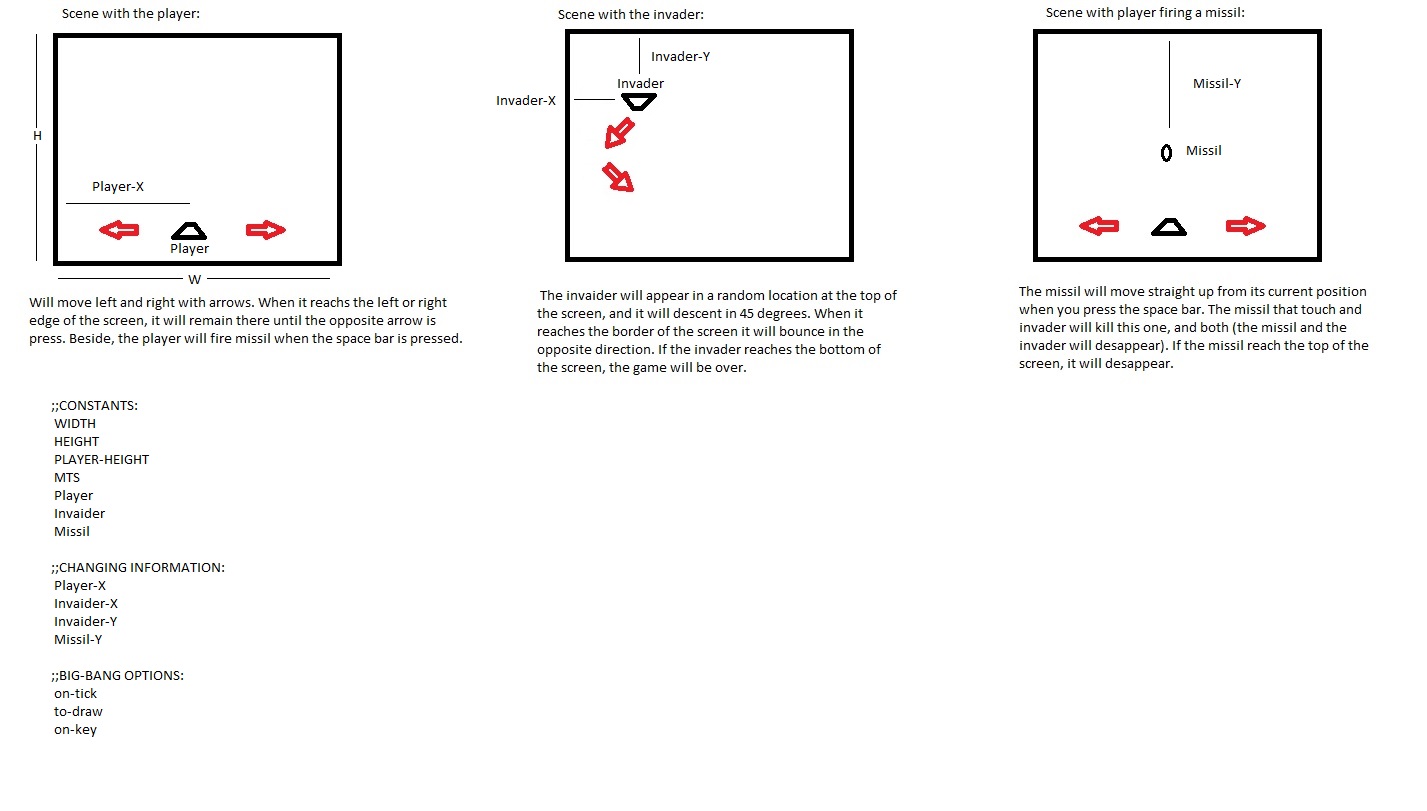 Scene with the player:
H
Player-X
Player
W
Will move left and right with arrows. When it reachs the left or right
edge of the screen, it will remain there until the opposite arrow is
press. Beside, the player will fire missil when the space bar is pressed.
Scene with the invader:
Invader-Y
Invader
Invader-X
The invaider will appear in a random location at the top of
the screen, and it will descent in 45 degrees. When it
reaches the border of the screen it will bounce in the
opposite direction. If the invader reaches the bottom of
the screen, the game will be over.
Scene with player firing a missil:
Missil-Y
Missil
The missil will move straight up from its current position
when you press the space bar. The missil that touch and
invader will kill this one, and both (the missil and the
invader will desappear). If the missil reach the top of the
screen, it will desappear.
;;CONSTANTS:
WIDTH
HEIGHT
PLAYER-HEIGHT
MTS
Player
Invaider
Missil
;;CHANGING INFORMATION:
Player-X
Invaider-X
Invaider-Y
Missil-Y
;;BIG-BANG OPTIONS:
on-tick
to-draw
on-key